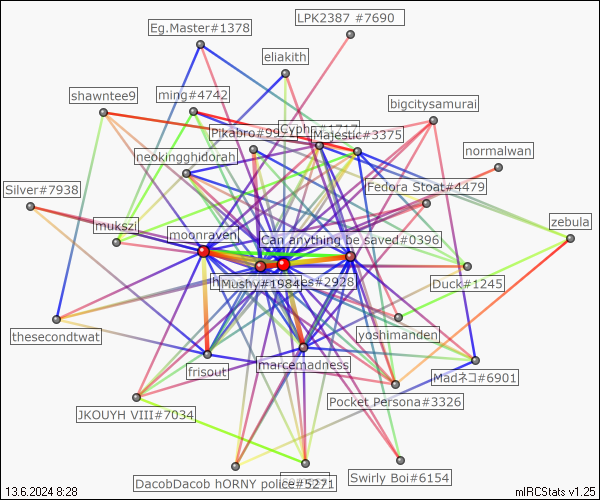 LPK2387 #7690
Eg.Master#1378
eliakith
shawntee9
ming#4742
bigcitysamurai
Pikabro#99
Majestic#3375
neokingghidorah
normalwan
Silver#7938
Fedora Stoat#4479
mukszi
moonraven
zebula
Can anything be saved#0396
Mushy#1984
es#2928
Duck#1245
thesecondtwat
yoshimanden
frisout
marcemadness
Madネコ#6901
Pocket Persona#3326
JKOUYH VIII#7034
DacobDacob hORNY police#5271
Swirly Boi#6154
13.6.2024 8:28
mIRCStats v1.25